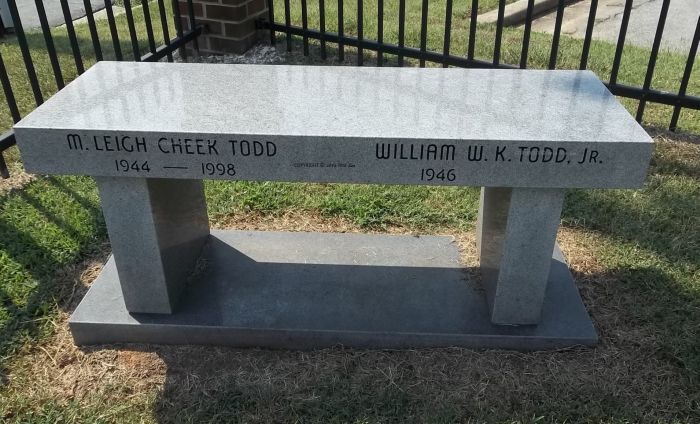 M. LEIGH CHEEK TODD
1944 — 1998
WILLIAM W. K. TODD, JR.
1946